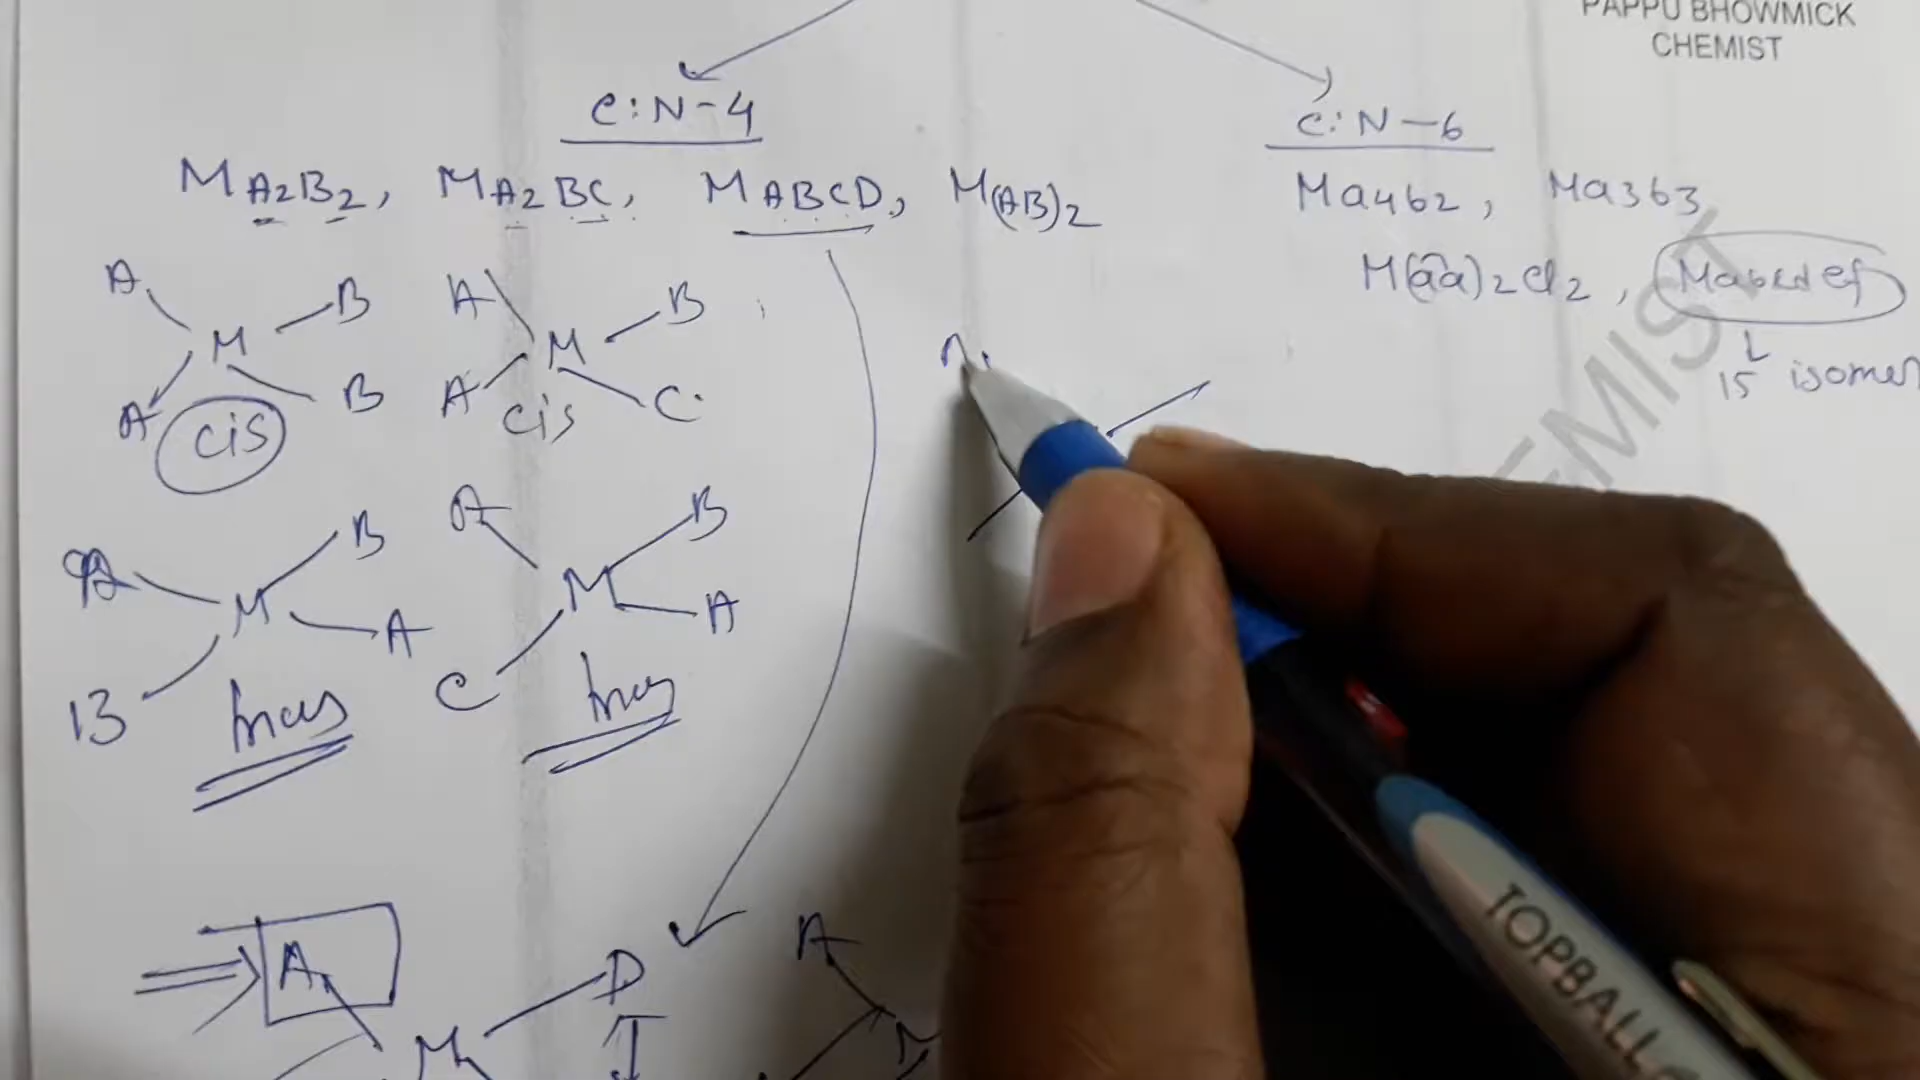 PAPPU BHOWMICK
CHEMIST
C:N-4
C:N-6
MA2B2, MA2BC, MABCD, M(AB)2
Ma4b2, Ma3b3
M(aa)2Cl2, Mabcdef
15 isomer
A B
M
A B
cis
A B
M
A C
cis
A B
M
B A
trans
A B
M
C A
trans
A D
M
A
EMIST
TOPBALL